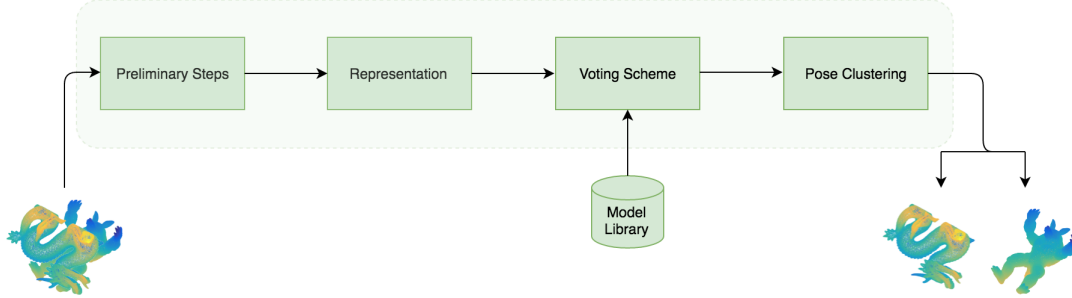 Preliminary Steps
Representation
Voting Scheme
Pose Clustering
Model
Library